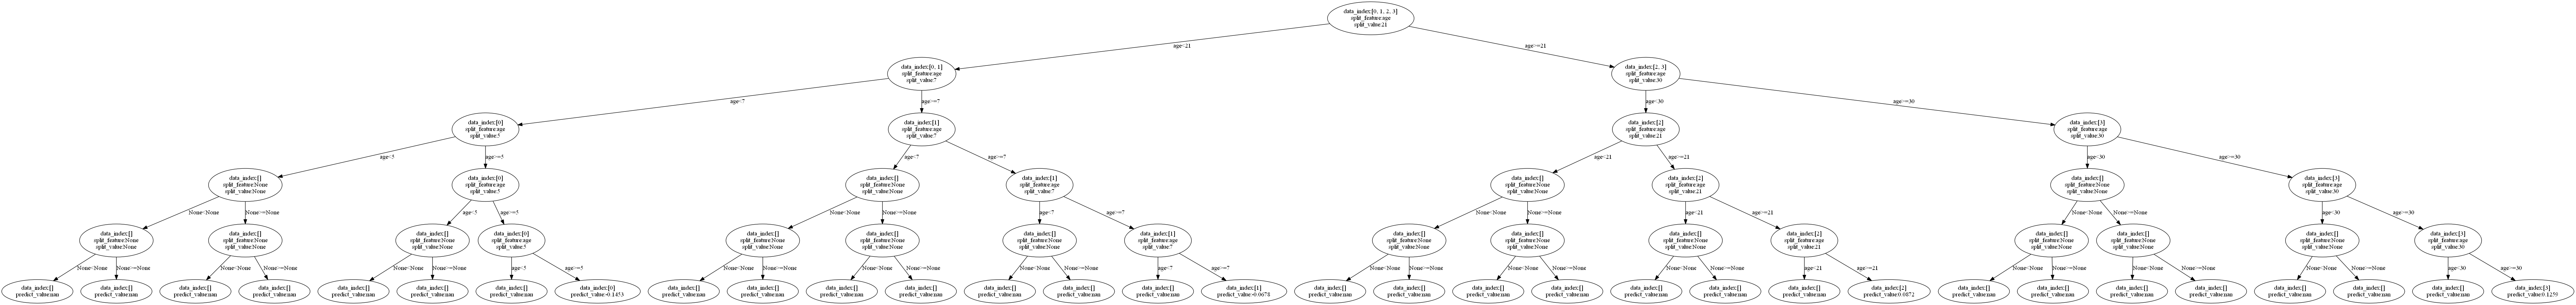 data_index:[0, 1, 2, 3]
split_feature:age
split_value:21
age<21
age>=21
data_index:[0, 1]
split_feature:age
split_value:7
data_index:[2, 3]
split_feature:age
split_value:30
age<7
age>=7
age<30
age>=30
data_index:[0]
split_feature:age
split_value:5
data_index:[1]
split_feature:age
split_value:7
data_index:[2]
split_feature:age
split_value:21
data_index:[3]
split_feature:age
split_value:30
age<5
age>=5
age<7
age>=7
age<21
age>=21
age<30
age>=30
data_index:[]
split_feature:None
split_value:None
data_index:[0]
split_feature:age
split_value:5
data_index:[]
split_feature:None
split_value:None
data_index:[1]
split_feature:age
split_value:7
data_index:[]
split_feature:None
split_value:None
data_index:[2]
split_feature:age
split_value:21
data_index:[]
split_feature:None
split_value:None
data_index:[3]
split_feature:age
split_value:30
None<None
None>=None
age<5
age>=5
None<None
None>=None
age<7
age>=7
None<None
None>=None
age<21
age>=21
None<None
None>=None
age<30
age>=30
data_index:[]
split_feature:None
split_value:None
data_index:[]
split_feature:None
split_value:None
data_index:[]
split_feature:None
split_value:None
data_index:[0]
split_feature:age
split_value:5
data_index:[]
split_feature:None
split_value:None
data_index:[]
split_feature:None
split_value:None
data_index:[]
split_feature:None
split_value:None
data_index:[1]
split_feature:age
split_value:7
data_index:[]
split_feature:None
split_value:None
data_index:[]
split_feature:None
split_value:None
data_index:[]
split_feature:None
split_value:None
data_index:[2]
split_feature:age
split_value:21
data_index:[]
split_feature:None
split_value:None
data_index:[]
split_feature:None
split_value:None
data_index:[]
split_feature:None
split_value:None
data_index:[3]
split_feature:age
split_value:30
None<None
None>=None
None<None
None>=None
None<None
None>=None
age<5
age>=5
None<None
None>=None
None<None
None>=None
None<None
None>=None
age<7
age>=7
None<None
None>=None
None<None
None>=None
None<None
None>=None
age<21
age>=21
None<None
None>=None
None<None
None>=None
None<None
None>=None
age<30
age>=30
data_index:[]
predict_value:nan
data_index:[]
predict_value:nan
data_index:[]
predict_value:nan
data_index:[]
predict_value:nan
data_index:[]
predict_value:nan
data_index:[]
predict_value:nan
data_index:[]
predict_value:nan
data_index:[0]
predict_value:-0.1453
data_index:[]
predict_value:nan
data_index:[]
predict_value:nan
data_index:[]
predict_value:nan
data_index:[]
predict_value:nan
data_index:[]
predict_value:nan
data_index:[]
predict_value:nan
data_index:[]
predict_value:nan
data_index:[1]
predict_value:-0.0678
data_index:[]
predict_value:nan
data_index:[]
predict_value:nan
data_index:[]
predict_value:nan
data_index:[]
predict_value:nan
data_index:[]
predict_value:nan
data_index:[]
predict_value:nan
data_index:[]
predict_value:nan
data_index:[2]
predict_value:0.0872
data_index:[]
predict_value:nan
data_index:[]
predict_value:nan
data_index:[]
predict_value:nan
data_index:[]
predict_value:nan
data_index:[]
predict_value:nan
data_index:[]
predict_value:nan
data_index:[]
predict_value:nan
data_index:[3]
predict_value:0.1259